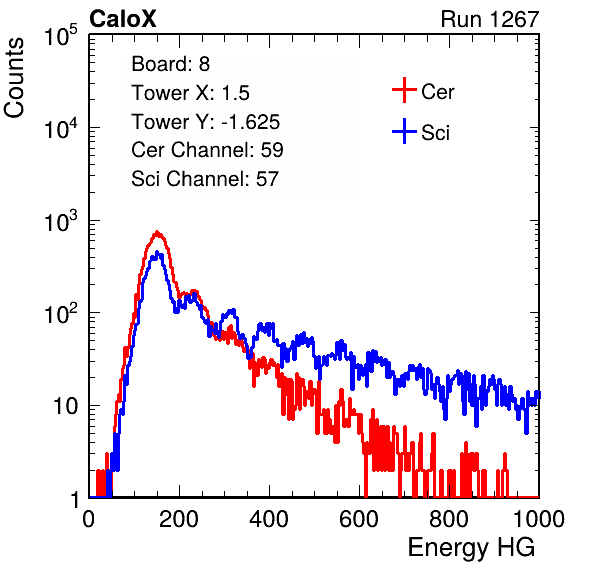 CaloX Run 1267
Counts
Board: 8
Tower X: 1.5
Tower Y: -1.625
Cer Channel: 59
Sci Channel: 57
Cer
Sci
10^5
10^4
10^3
10^2
10
1
0 200 400 600 800 1000
Energy HG